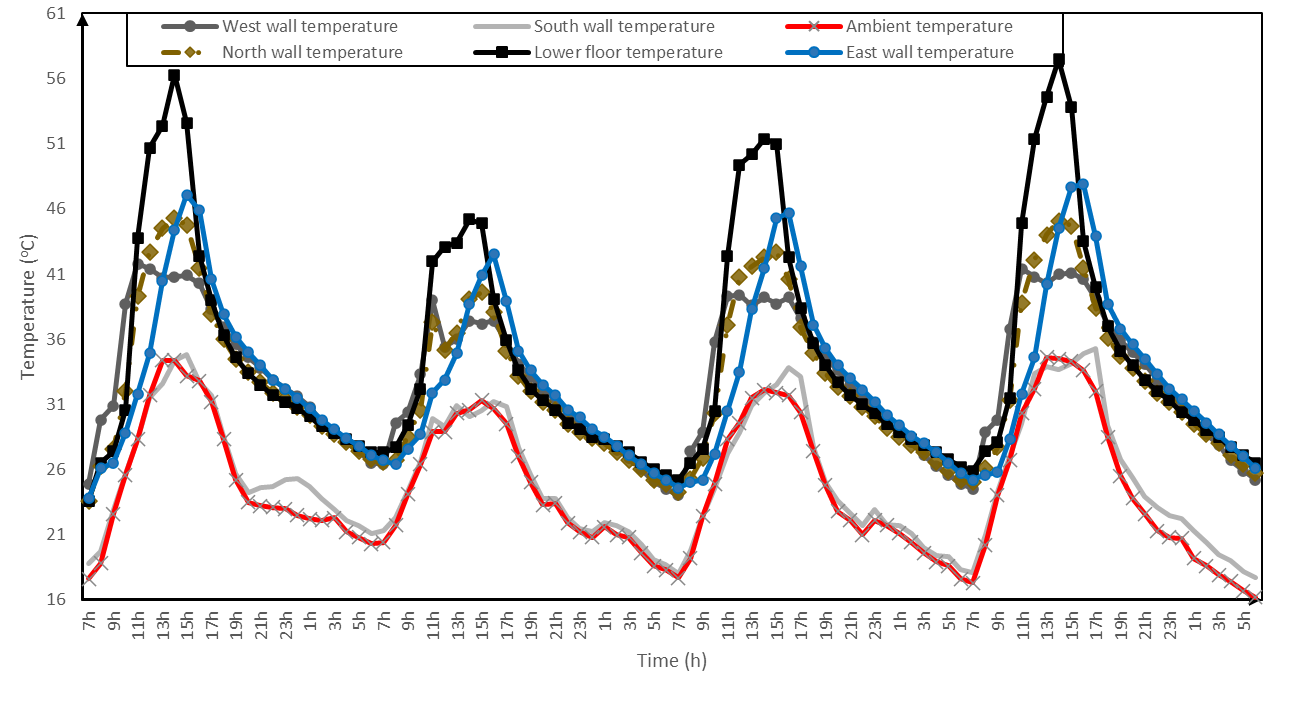 61
West wall temperature South wall temperature Ambient temperature
North wall temperature Lower floor temperature East wall temperature
56
51
46
41
36
31
26
21
16
Temperature (ºC)
7h 9h 11h 13h 15h 17h 19h 21h 23h 1h 3h 5h 7h 9h 11h 13h 15h 17h 19h 21h 23h 1h 3h 5h 7h 9h 11h 13h 15h 17h 19h 21h 23h 1h 3h 5h 7h 9h 11h 13h 15h 17h 19h 21h 23h 1h 3h 5h
Time (h)